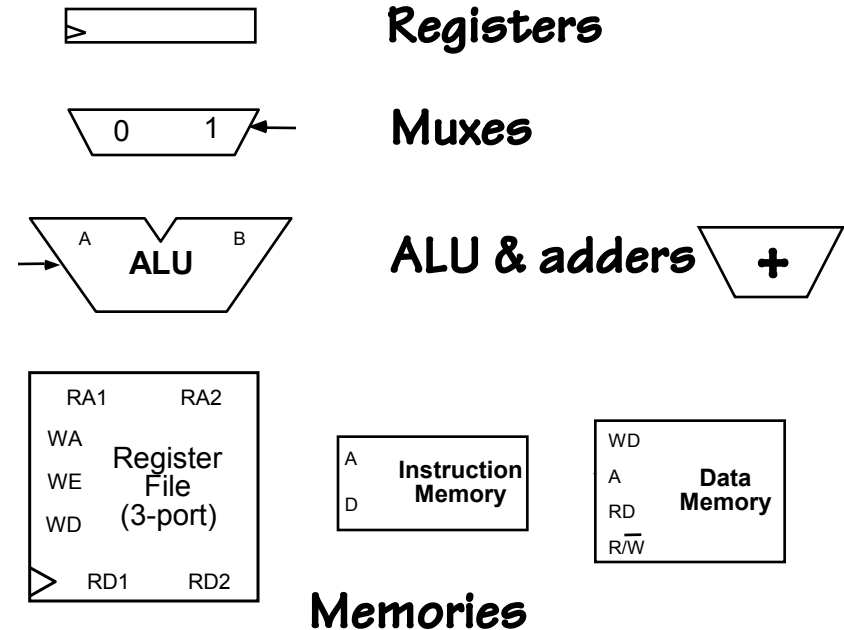 Registers
0 1
Muxes
A B
ALU
ALU & adders +
RA1 RA2
WA
WE
WD
Register
File
(3-port)
RD1 RD2
A
D
Instruction
Memory
WD
A
RD
R/W̅
Data
Memory
Memories